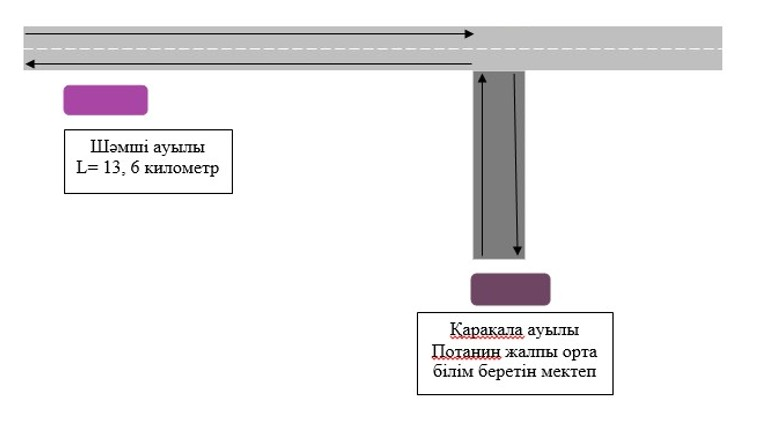 Шәмші ауылы
L= 13, 6 километр
Қарақала ауылы
Потанин жалпы орта
білім беретін мектеп